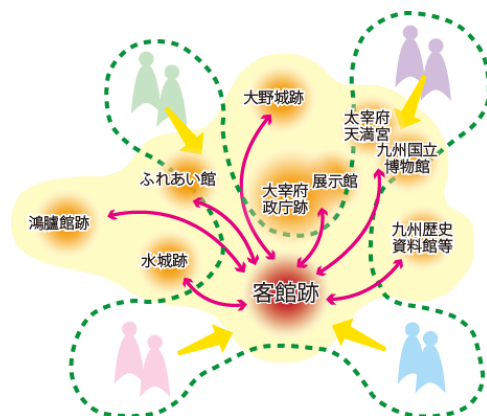 大野城跡
太宰府
天満宮
九州国立
博物館
ふれあい館
展示館
大宰府
政庁跡
鴻臚館跡
九州歴史
資料館等
水城跡
客館跡